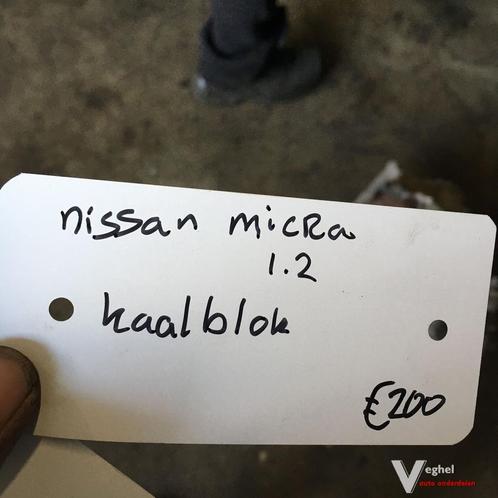 nissan micra
1.2
kaalblok
€200
Veghel
auto onderdelen